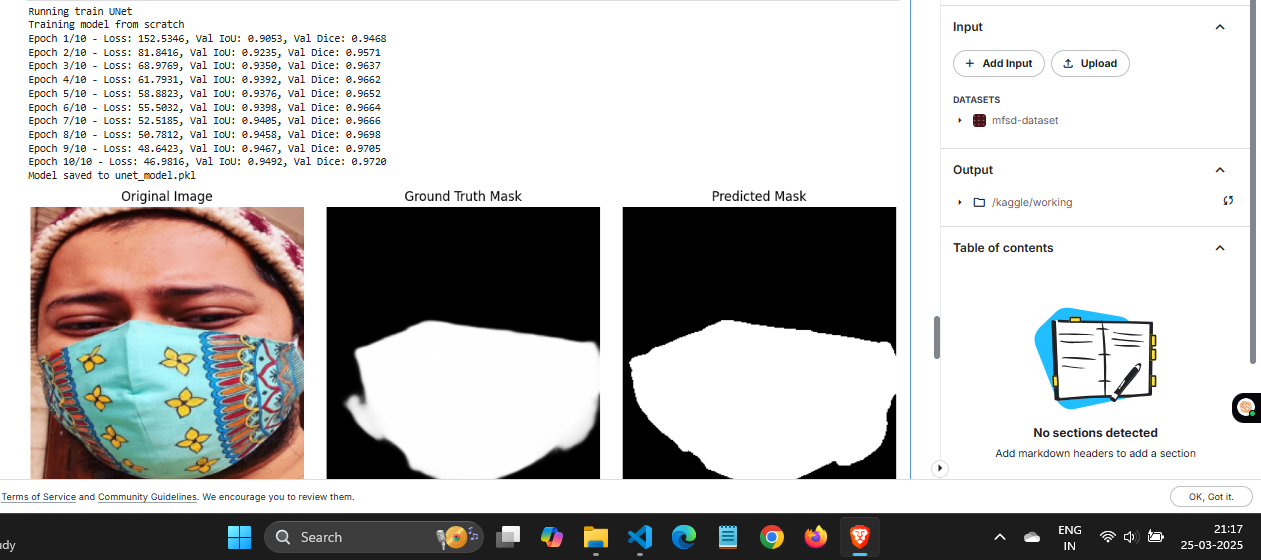 Running train UNet
Training model from scratch
Epoch 1/10 - Loss: 152.5346, Val IoU: 0.9053, Val Dice: 0.9468
Epoch 2/10 - Loss: 81.8416, Val IoU: 0.9235, Val Dice: 0.9571
Epoch 3/10 - Loss: 68.9769, Val IoU: 0.9350, Val Dice: 0.9637
Epoch 4/10 - Loss: 61.7931, Val IoU: 0.9392, Val Dice: 0.9662
Epoch 5/10 - Loss: 58.8823, Val IoU: 0.9376, Val Dice: 0.9652
Epoch 6/10 - Loss: 55.5032, Val IoU: 0.9398, Val Dice: 0.9664
Epoch 7/10 - Loss: 52.5185, Val IoU: 0.9405, Val Dice: 0.9666
Epoch 8/10 - Loss: 50.7812, Val IoU: 0.9458, Val Dice: 0.9698
Epoch 9/10 - Loss: 48.6423, Val IoU: 0.9467, Val Dice: 0.9705
Epoch 10/10 - Loss: 46.9816, Val IoU: 0.9492, Val Dice: 0.9720
Model saved to unet_model.pkl
Original Image
Ground Truth Mask
Predicted Mask
Input
+ Add Input
Upload
DATASETS
mfsd-dataset
Output
/kaggle/working
Table of contents
No sections detected
Add markdown headers to add a section
Terms of Service and Community Guidelines. We encourage you to review them.
OK, Got it.
Search
ENG
IN
21:17
25-03-2025